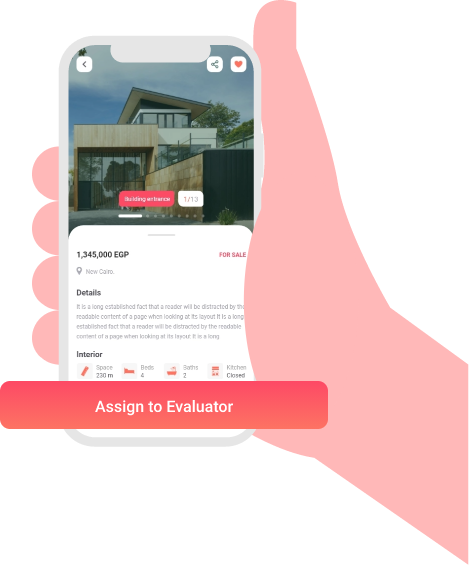 Building entrance
1/13
1,345,000 EGP
FOR SALE
New Cairo.
Details
It is a long established fact that a reader will be distracted by the
readable content of a page when looking at its layout It is a long
established fact that a reader will be distracted by the readable
content of a page when looking at its layout It is a long
Interior
Space
230 m
Beds
4
Baths
2
Kitchen
Closed
Assign to Evaluator